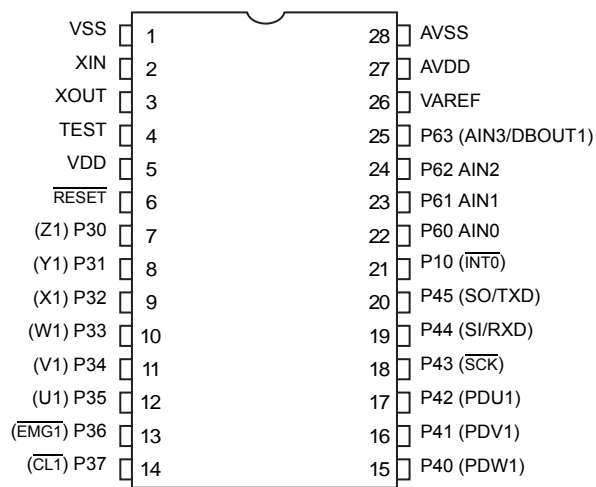 VSS 1 28 AVSS
XIN 2 27 AVDD
XOUT 3 26 VAREF
TEST 4 25 P63 (AIN3/DBOUT1)
VDD 5 24 P62 AIN2
RESET 6 23 P61 AIN1
(Z1) P30 7 22 P60 AIN0
(Y1) P31 8 21 P10 (INT0)
(X1) P32 9 20 P45 (SO/TXD)
(W1) P33 10 19 P44 (SI/RXD)
(V1) P34 11 18 P43 (SCK)
(U1) P35 12 17 P42 (PDU1)
(EMG1) P36 13 16 P41 (PDV1)
(CL1) P37 14 15 P40 (PDW1)